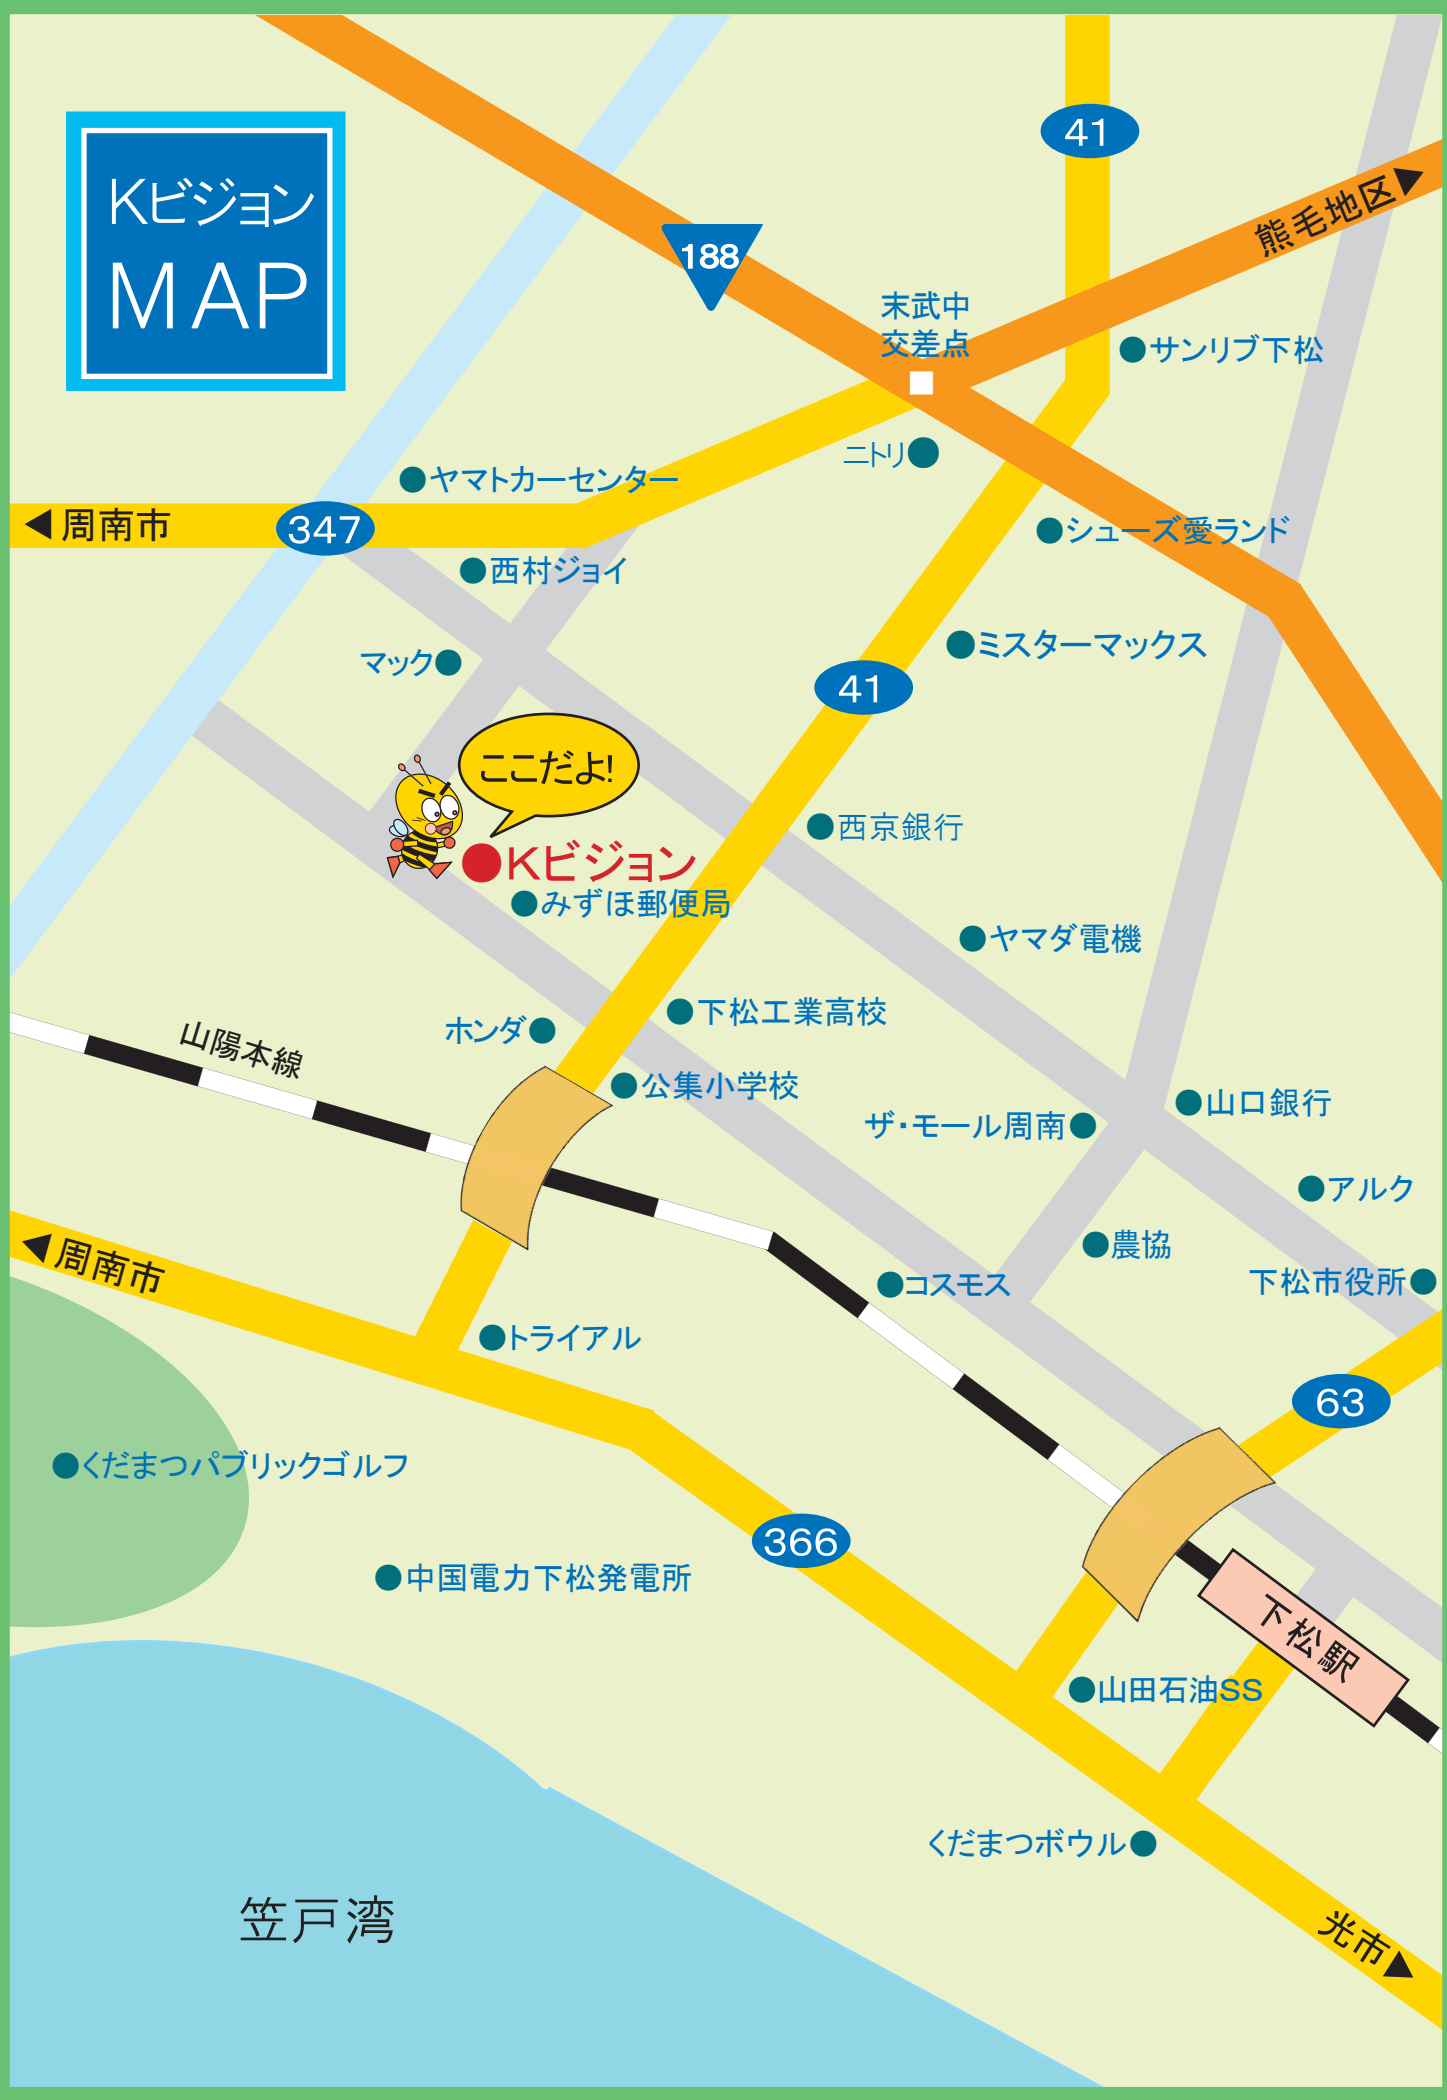 Kビジョン
MAP
41
熊毛地区▶
188
末武中
交差点
サンリブ下松
ニトリ
ヤマトカーセンター
◀周南市
347
シューズ愛ランド
西村ジョイ
マック
ミスターマックス
41
ここだよ!
西京銀行
Kビジョン
みずほ郵便局
ヤマダ電機
下松工業高校
ホンダ
山陽本線
公集小学校
山口銀行
ザ・モール周南
アルク
農協
◀周南市
コスモス
下松市役所
トライアル
63
くだまつパブリックゴルフ
366
中国電力下松発電所
下松駅
山田石油SS
くだまつボウル
笠戸湾
光市▶